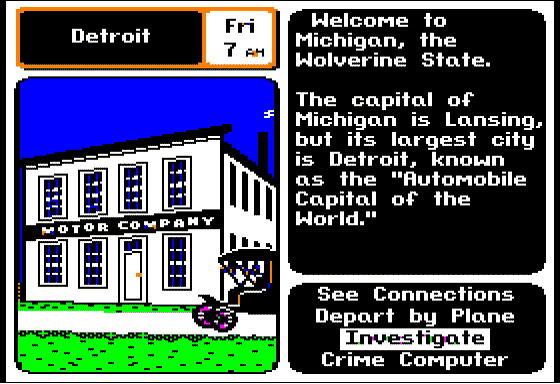 Detroit
Fri
7 AM
Welcome to
Michigan, the
Wolverine State.
The capital of
Michigan is Lansing,
but its largest city
is Detroit, known
as the "Automobile
Capital of the
World."
MOTOR COMPANY
See Connections
Depart by Plane
Investigate
Crime Computer